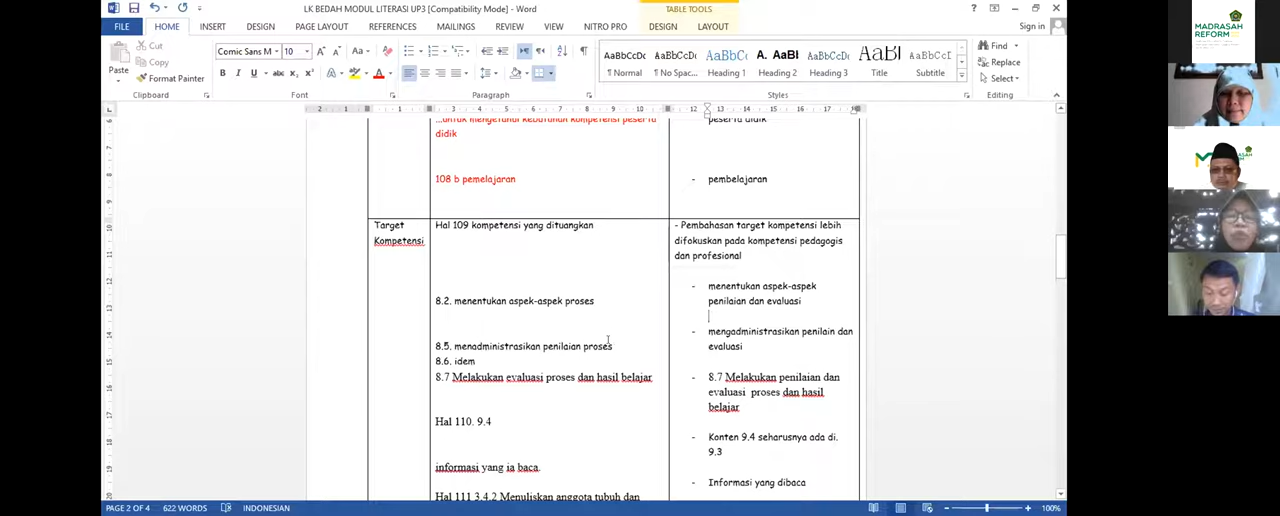 LK BEDAH MODUL LITERASI UP3 [Compatibility Mode] - Word
TABLE TOOLS
Sign in
FILE HOME INSERT DESIGN PAGE LAYOUT REFERENCES MAILINGS REVIEW VIEW NITRO PRO DESIGN LAYOUT
Paste
Cut
Copy
Format Painter
Clipboard
Comic Sans M 10
Font
Paragraph
AaBbCcDc AaBbCcDc AaBbC AaBbCc A. AaBl AaBbCcD AaBl AaBbCcD
¶ Normal ¶ No Spac... Heading 1 Heading 2 Heading 3 Title Subtitle
Styles
Find
Replace
Select
Editing
...untuk mengetahui kebutuhan kompetensi peserta
didik
peserta didik
108 b pemelajaran
- pembelajaran
Target
Kompetensi
Hal 109 kompetensi yang dituangkan
- Pembahasan target kompetensi lebih
difokuskan pada kompetensi pedagogis
dan profesional
8.2. menentukan aspek-aspek proses
- menentukan aspek-aspek
penilaian dan evaluasi
8.5. menadministrasikan penilaian proses
- mengadministrasikan penilain dan
evaluasi
8.6. idem
8.7 Melakukan evaluasi proses dan hasil belajar
- 8.7 Melakukan penilaian dan
evaluasi proses dan hasil
belajar
Hal 110. 9.4
- Konten 9.4 seharusnya ada di.
9.3
informasi yang ia baca.
- Informasi yang dibaca
Hal 111 3.4.2 Menuliskan anggota tubuh dan
PAGE 2 OF 4 622 WORDS INDONESIAN
100%
MADRASAH
REFORM